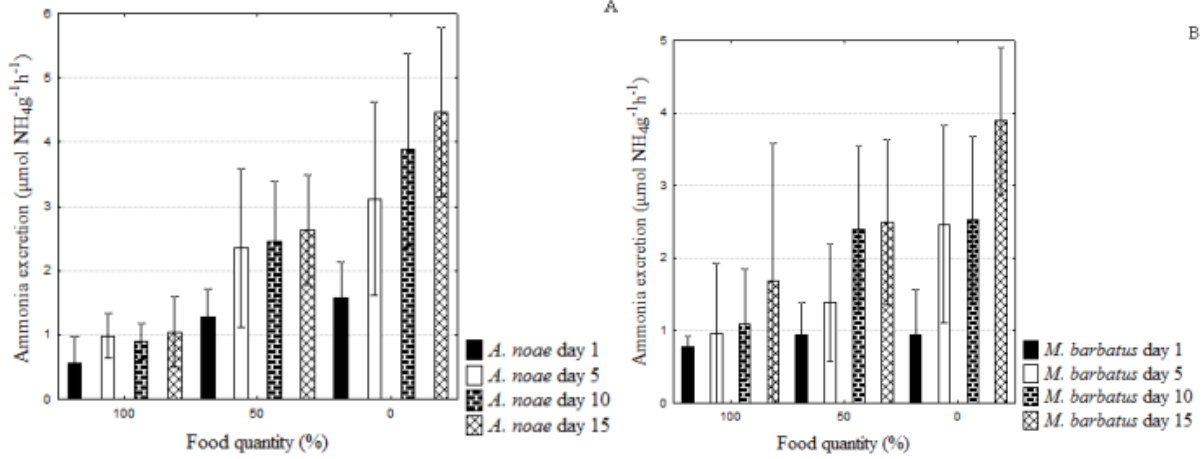 A
6
5
4
3
2
1
0
Ammonia excretion (µmol NH4g-1h-1)
100
50
0
Food quantity (%)
A. noae day 1
A. noae day 5
A. noae day 10
A. noae day 15
B
5
4
3
2
1
0
Ammonia excretion (µmol NH4g-1h-1)
100
50
0
Food quantity (%)
M. barbatus day 1
M. barbatus day 5
M. barbatus day 10
M. barbatus day 15